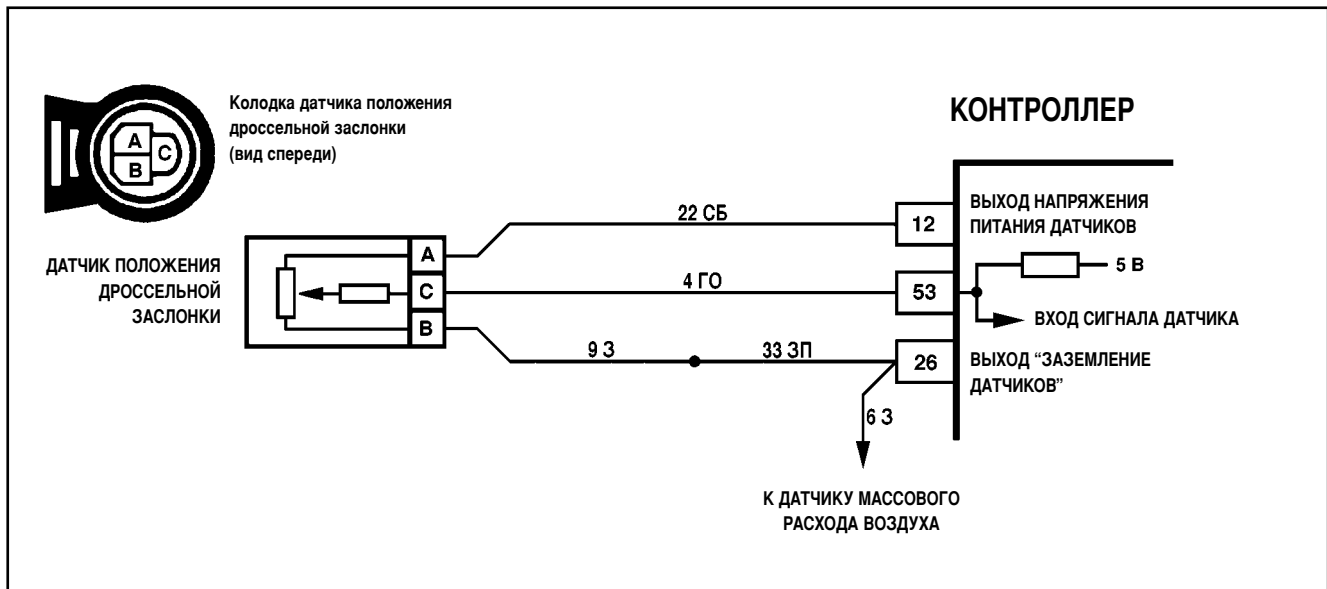 Колодка датчика положения
дроссельной заслонки
(вид спереди)
A
B
C
КОНТРОЛЛЕР
ДАТЧИК ПОЛОЖЕНИЯ
ДРОССЕЛЬНОЙ
ЗАСЛОНКИ
A
C
B
22 СБ
4 ГО
9 З
33 ЗП
6 З
12
53
26
ВЫХОД НАПРЯЖЕНИЯ
ПИТАНИЯ ДАТЧИКОВ
5 В
ВХОД СИГНАЛА ДАТЧИКА
ВЫХОД “ЗАЗЕМЛЕНИЕ
ДАТЧИКОВ”
К ДАТЧИКУ МАССОВОГО
РАСХОДА ВОЗДУХА